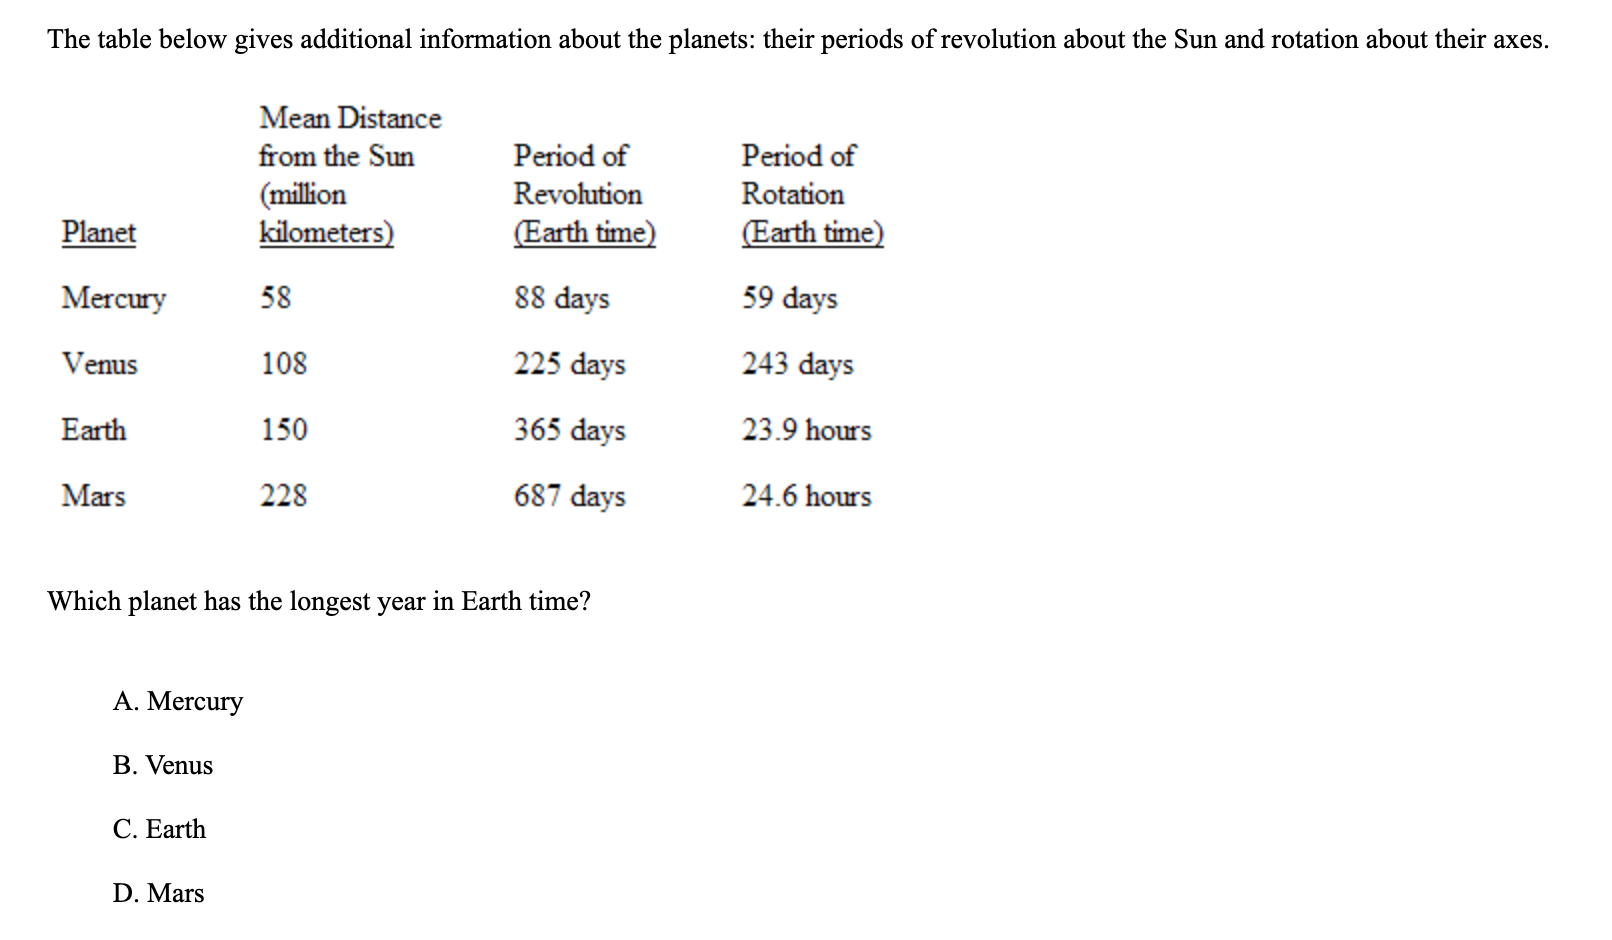 The table below gives additional information about the planets: their periods of revolution about the Sun and rotation about their axes.
Mean Distance
from the Sun Period of Period of
(million Revolution Rotation
Planet kilometers) (Earth time) (Earth time)
Mercury 58 88 days 59 days
Venus 108 225 days 243 days
Earth 150 365 days 23.9 hours
Mars 228 687 days 24.6 hours
Which planet has the longest year in Earth time?
A. Mercury
B. Venus
C. Earth
D. Mars